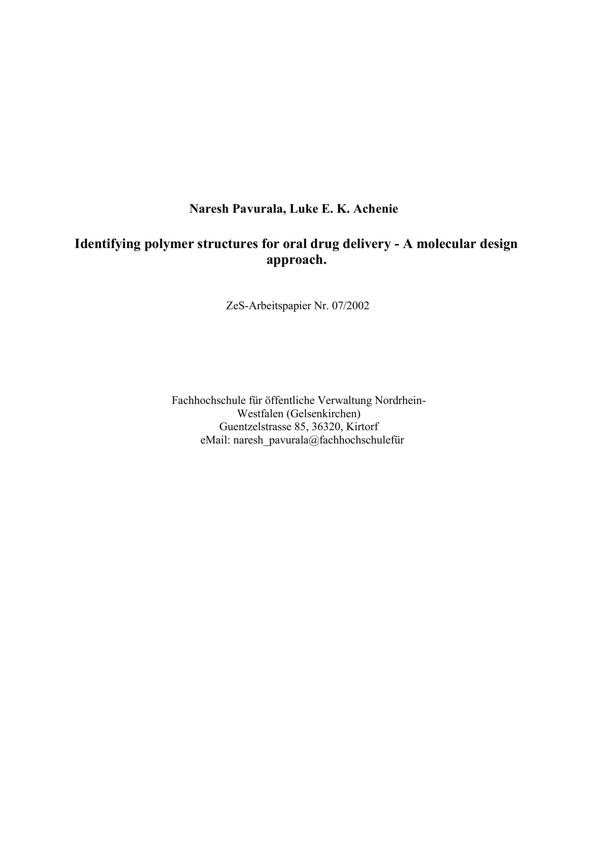 Naresh Pavurala, Luke E. K. Achenie
Identifying polymer structures for oral drug delivery - A molecular design
approach.
ZeS-Arbeitspapier Nr. 07/2002
Fachhochschule für öffentliche Verwaltung Nordrhein-
Westfalen (Gelsenkirchen)
Guentzelstrasse 85, 36320, Kirtorf
eMail: naresh_pavurala@fachhochschulefür